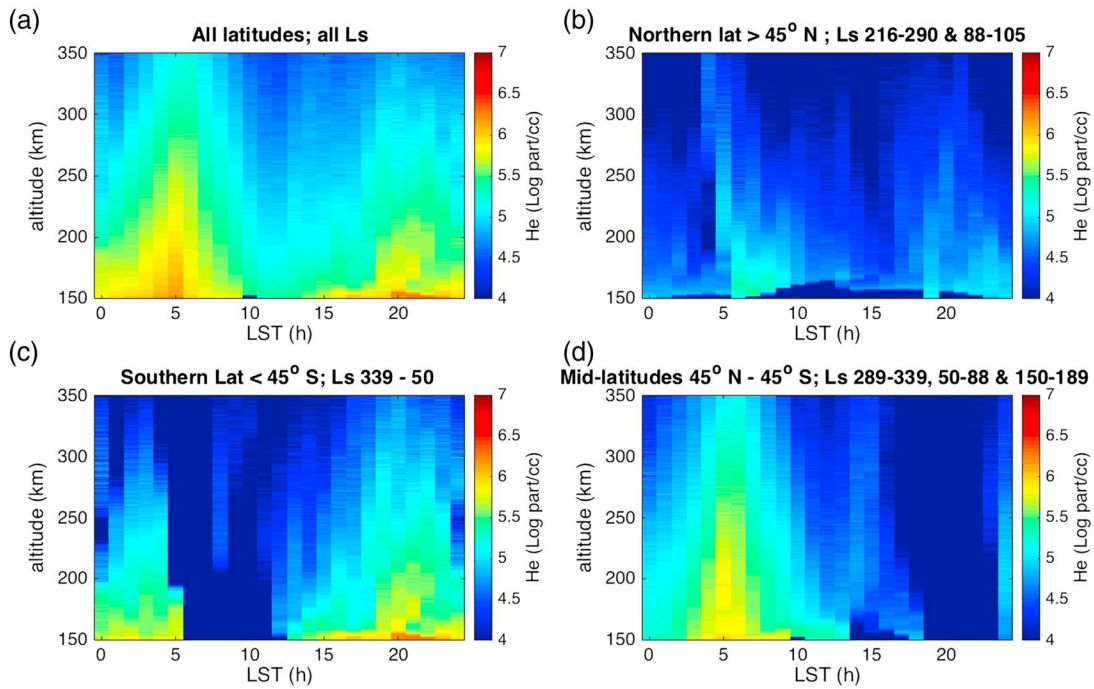 (a)
All latitudes; all Ls
350
300
250
200
150
altitude (km)
0 5 10 15 20
LST (h)
7
6.5
6
5.5
5
4.5
4
He (Log part/cc)
(b)
Northern lat > 45° N ; Ls 216-290 & 88-105
350
300
250
200
150
altitude (km)
0 5 10 15 20
LST (h)
7
6.5
6
5.5
5
4.5
4
He (Log part/cc)
(c)
Southern Lat < 45° S; Ls 339 - 50
350
300
250
200
150
altitude (km)
0 5 10 15 20
LST (h)
7
6.5
6
5.5
5
4.5
4
He (Log part/cc)
(d)
Mid-latitudes 45° N - 45° S; Ls 289-339, 50-88 & 150-189
350
300
250
200
150
altitude (km)
0 5 10 15 20
LST (h)
7
6.5
6
5.5
5
4.5
4
He (Log part/cc)